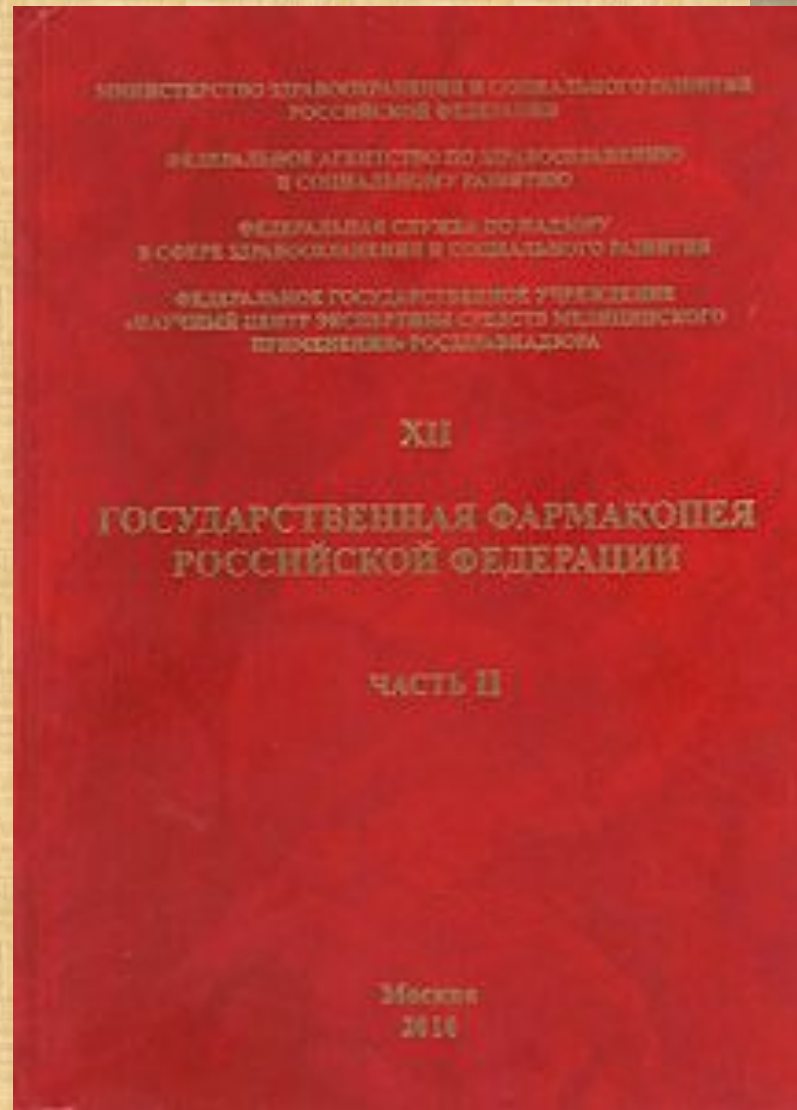 МИНИСТЕРСТВО ЗДРАВООХРАНЕНИЯ И СОЦИАЛЬНОГО РАЗВИТИЯ
РОССИЙСКОЙ ФЕДЕРАЦИИ
ФЕДЕРАЛЬНОЕ АГЕНТСТВО ПО ЗДРАВООХРАНЕНИЮ
И СОЦИАЛЬНОМУ РАЗВИТИЮ
ФЕДЕРАЛЬНАЯ СЛУЖБА ПО НАДЗОРУ
В СФЕРЕ ЗДРАВООХРАНЕНИЯ И СОЦИАЛЬНОГО РАЗВИТИЯ
ФЕДЕРАЛЬНОЕ ГОСУДАРСТВЕННОЕ УЧРЕЖДЕНИЕ
«НАУЧНЫЙ ЦЕНТР ЭКСПЕРТИЗЫ СРЕДСТВ МЕДИЦИНСКОГО
ПРИМЕНЕНИЯ» РОСЗДРАВНАДЗОРА
XII
ГОСУДАРСТВЕННАЯ ФАРМАКОПЕЯ
РОССИЙСКОЙ ФЕДЕРАЦИИ
ЧАСТЬ II
Москва
2010